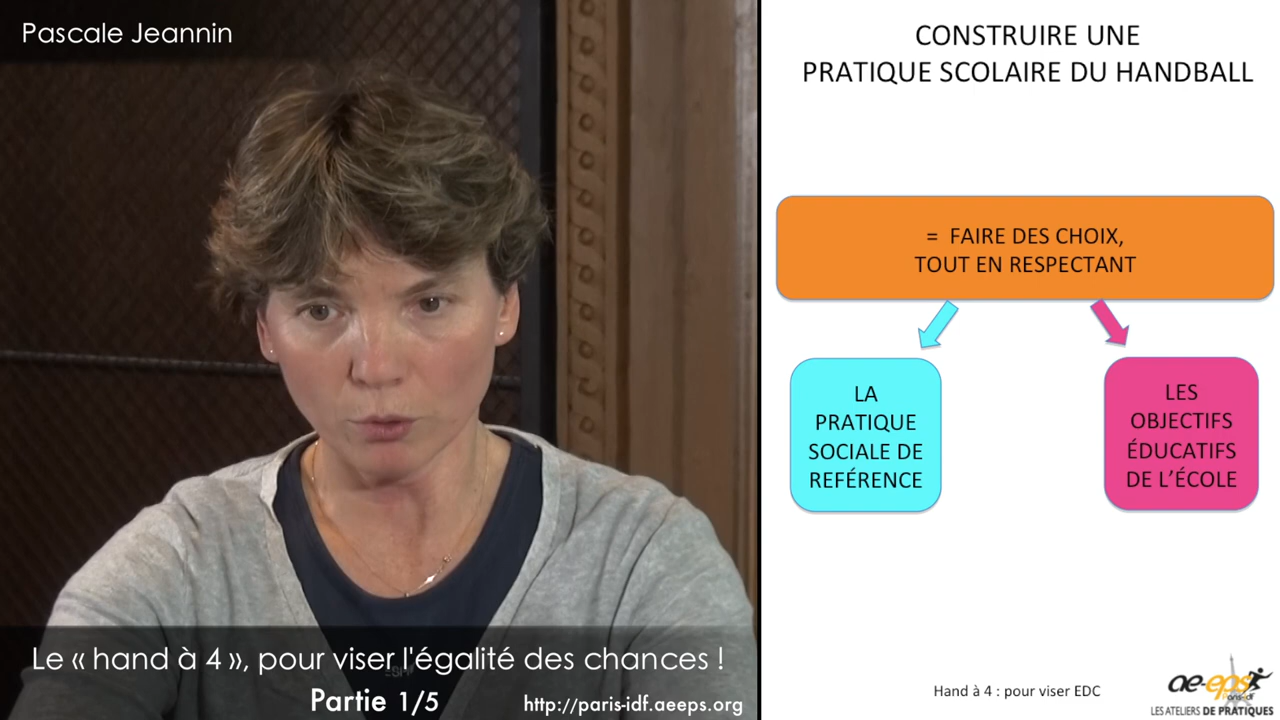 Pascale Jeannin
Le « hand à 4 », pour viser l'égalité des chances !
Partie 1/5
http://paris-idf.aeeps.org
CONSTRUIRE UNE
PRATIQUE SCOLAIRE DU HANDBALL
= FAIRE DES CHOIX,
TOUT EN RESPECTANT
LA
PRATIQUE
SOCIALE DE
REFÉRENCE
LES
OBJECTIFS
ÉDUCATIFS
DE L’ÉCOLE
Hand à 4 : pour viser EDC
ae-eps
Paris-idf
LES ATELIERS DE PRATIQUES